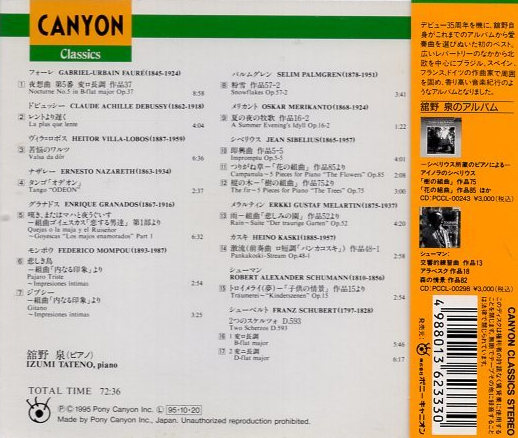 CANYON
Classics
フォーレ GABRIEL-URBAIN FAURÉ(1845-1924)
1 夜想曲 第5番 変ロ長調 作品37
Nocturne No.5 in B-flat major Op.37 8:58
ドビュッシー CLAUDE ACHILLE DEBUSSY(1862-1918)
2 レントより遅く
La plus que lente 4:04
ヴィラ=ロボス HEITOR VILLA-LOBOS(1887-1959)
3 苦悩のワルツ
Valsa da dôr 6:36
ナザレー ERNESTO NAZARETH(1863-1934)
4 タンゴ「オデオン」
Tango "ODEON" 3:37
グラナドス ENRIQUE GRANADOS(1867-1916)
5 嘆き、またはマハと夜うぐいす
−組曲ゴイェスカス「恋する男達」第1部より
Quejas o la maja y el Ruisenor
~Goyescas "Los majos enamorados" Part 1 6:32
モンポウ FEDERICO MOMPOU(1893-1987)
6 悲しき鳥
−組曲「内なる印象」より
Pajaro Triste
~Impresiones intimas 2:54
7 ジプシー
−組曲「内なる印象」より
Gitano
~Impresiones intimas 2:25
舘野 泉(ピアノ)
IZUMI TATENO, piano
TOTAL TIME 72:36
パルムグレン SELIM PALMGREN(1878-1951)
8 粉雪 作品57-2
Snowflakes Op.57-2 3:41
メリカント OSKAR MERIKANTO(1868-1924)
9 夏の夜の牧歌 作品16-2
A Summer Evening's Idyll Op.16-2 3:22
シベリウス JEAN SIBELIUS(1865-1957)
10 即興曲 作品5-5
Impromptu Op.5-5 3:29
11 つりがね草−「花の組曲」作品85より
Campanula~5 Pieces for Piano "The Flowers" Op.85 2:08
12 樅の木−「樹の組曲」作品75より
The fir~5 Pieces for Piano "The Trees" Op.75 3:00
メラルティン ERKKI GUSTAF MELARTIN(1875-1937)
13 雨−組曲「悲しみの園」作品52より
Rain~Suite "Der traurige Garten" Op.52 2:20
カスキ HEINO KASKI(1885-1957)
14 激流(前奏曲 ロ短調「パンカコスキ」)作品48-1
Pankakoski-Stream Op.48-1 2:27
シューマン
ROBERT ALEXANDER SCHUMANN(1810-1856)
15 トロイメライ(夢)−「子供の情景」作品15より
Träumerei~"Kinderszenen" Op.15 2:54
シューベルト FRANZ SCHUBERT(1797-1828)
2つのスケルツォ D.593
Two Scherzos D.593
16 1 変ロ長調
B-flat major 5:46
17 2 変ニ長調
D-flat major 6:17
Ⓟ© 1995 Pony Canyon Inc. Ⓛ 95・10・20
Made by Pony Canyon Inc., Japan. Unauthorized reproduction prohibited.
デビュー35周年を機に、舘野自
身がこれまでのアルバムから愛
奏曲を選びぬいた初のベスト。
広いレパートリーのなかから北
欧を中心にブラジル、スペイン、
フランス、ドイツの作曲家で周囲
を固め、香り高い音楽紀行のよ
うなアルバムとなりました。
舘野 泉のアルバム
―シベリウス所蔵のピアノによる―
アイノラのシベリウス
「樹の組曲」作品75
「花の組曲」作品85 ほか
CD:PCCL-00243 ¥3,000(税込)
シューマン:
交響的練習曲 作品13
アラベスク 作品18
森の情景 作品82
CD:PCCL-00298 ¥3,000(税込)
CANYON CLASSICS STEREO
4988013623330
発売元
株式会社ポニーキャニオン